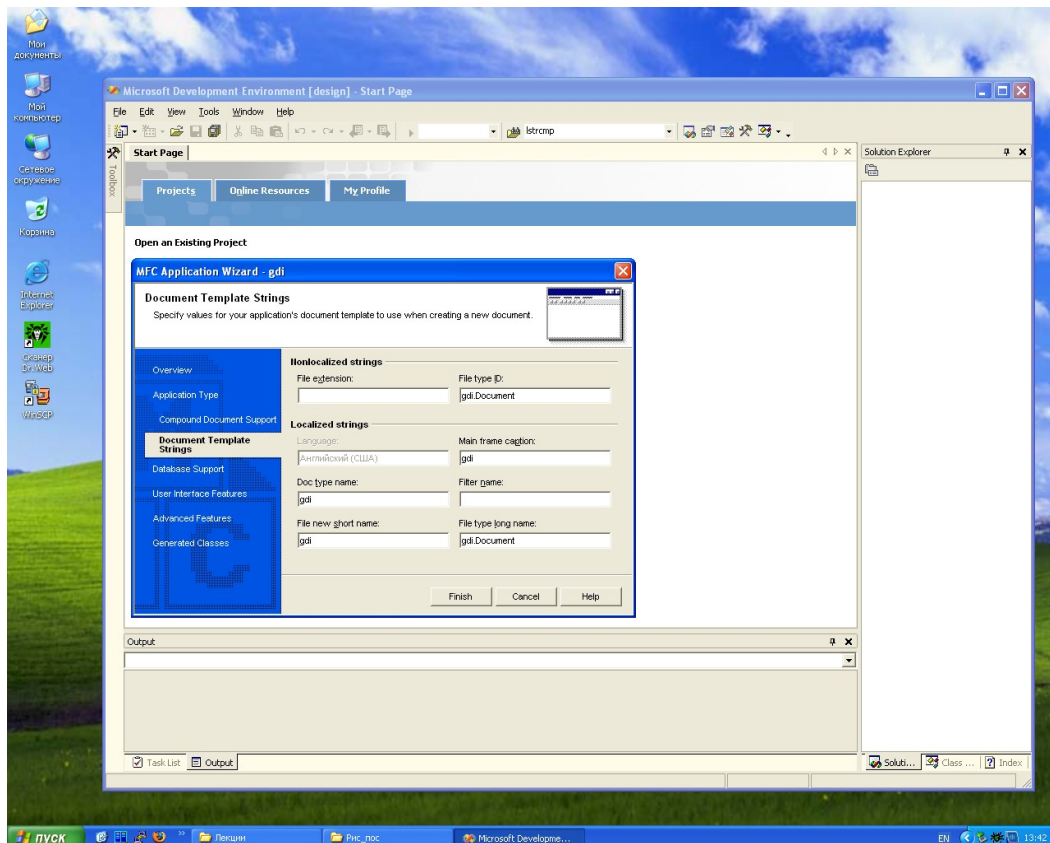 Мои документы
Мой компьютер
Сетевое окружение
Корзина
Internet Explorer
Сканер Dr.Web
WinSCP
Microsoft Development Environment [design] - Start Page
File Edit View Tools Window Help
lstrcmp
Toolbox
Start Page
Solution Explorer
Projects Online Resources My Profile
Open an Existing Project
MFC Application Wizard - gdi
Document Template Strings
Specify values for your application's document template to use when creating a new document.
Overview
Application Type
Compound Document Support
Document Template
Strings
Database Support
User Interface Features
Advanced Features
Generated Classes
Nonlocalized strings
File extension: File type ID:
gdi.Document
Localized strings
Language: Main frame caption:
Английский (США) gdi
Doc type name: Filter name:
gdi
File new short name: File type long name:
gdi gdi.Document
Finish Cancel Help
Output
Task List Output
Soluti... Class ... Index
пуск » Лекции Рис_пос Microsoft Developme... EN 13:42